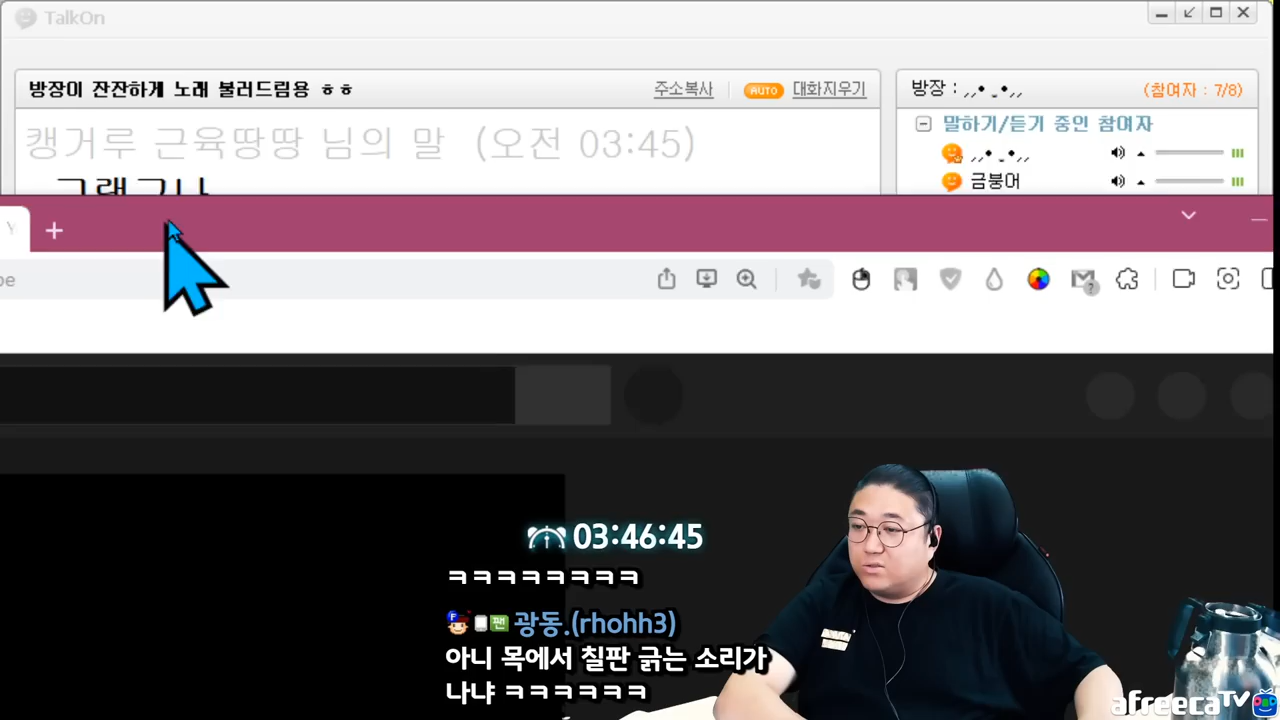 TalkOn
방장이 잔잔하게 노래 불러드림용 ㅎㅎ
주소복사
AUTO
대화지우기
방장 : ,,• ̫•,,
(참여자 : 7/8)
캥거루 근육땅땅 님의 말 (오전 03:45)
말하기/듣기 중인 참여자
,,• ̫•,,
금붕어
03:46:45
ㅋㅋㅋㅋㅋㅋㅋㅋ
F 팬 광동.(rhohh3)
아니 목에서 칠판 긁는 소리가
나냐 ㅋㅋㅋㅋㅋㅋ
afreecaTV